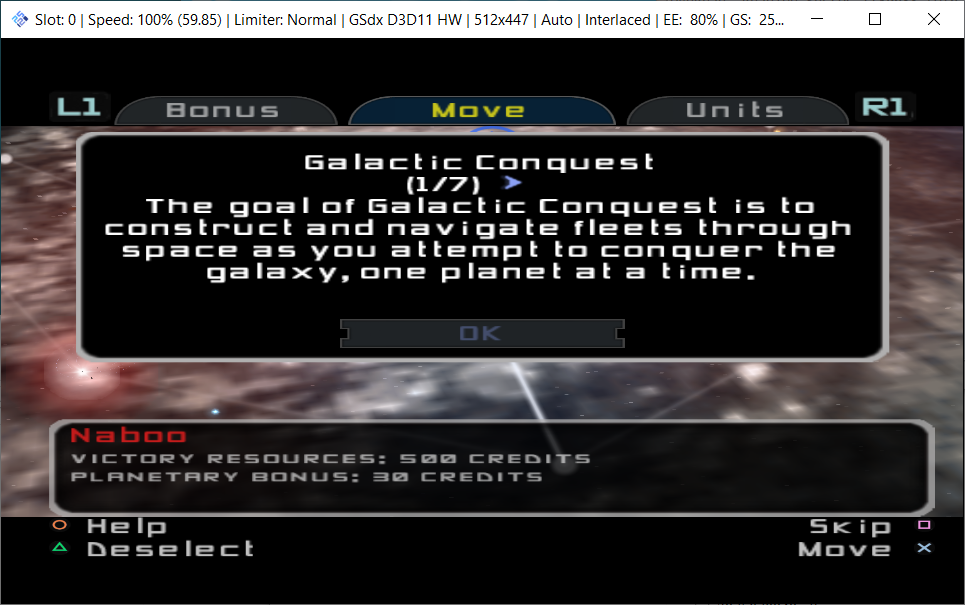 Slot: 0 | Speed: 100% (59.85) | Limiter: Normal | GSdx D3D11 HW | 512x447 | Auto | Interlaced | EE: 80% | GS: 25...
L1 Bonus Move Units R1
Galactic Conquest
(1/7)
The goal of Galactic Conquest is to
construct and navigate fleets through
space as you attempt to conquer the
galaxy, one planet at a time.
OK
Naboo
VICTORY RESOURCES: 500 CREDITS
PLANETARY BONUS: 30 CREDITS
Help Skip
Deselect Move